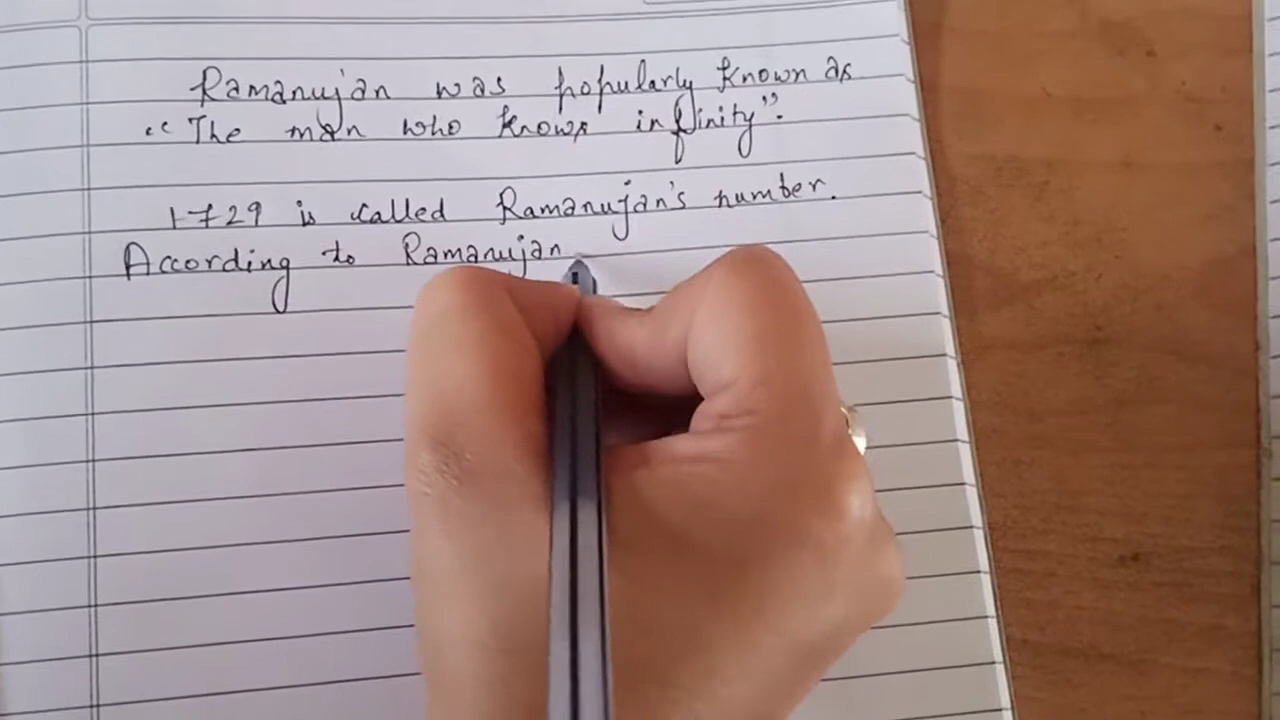 Ramanujan was popularly known as
"The man who knows infinity".
1729 is called Ramanujan's number.
According to Ramanujan